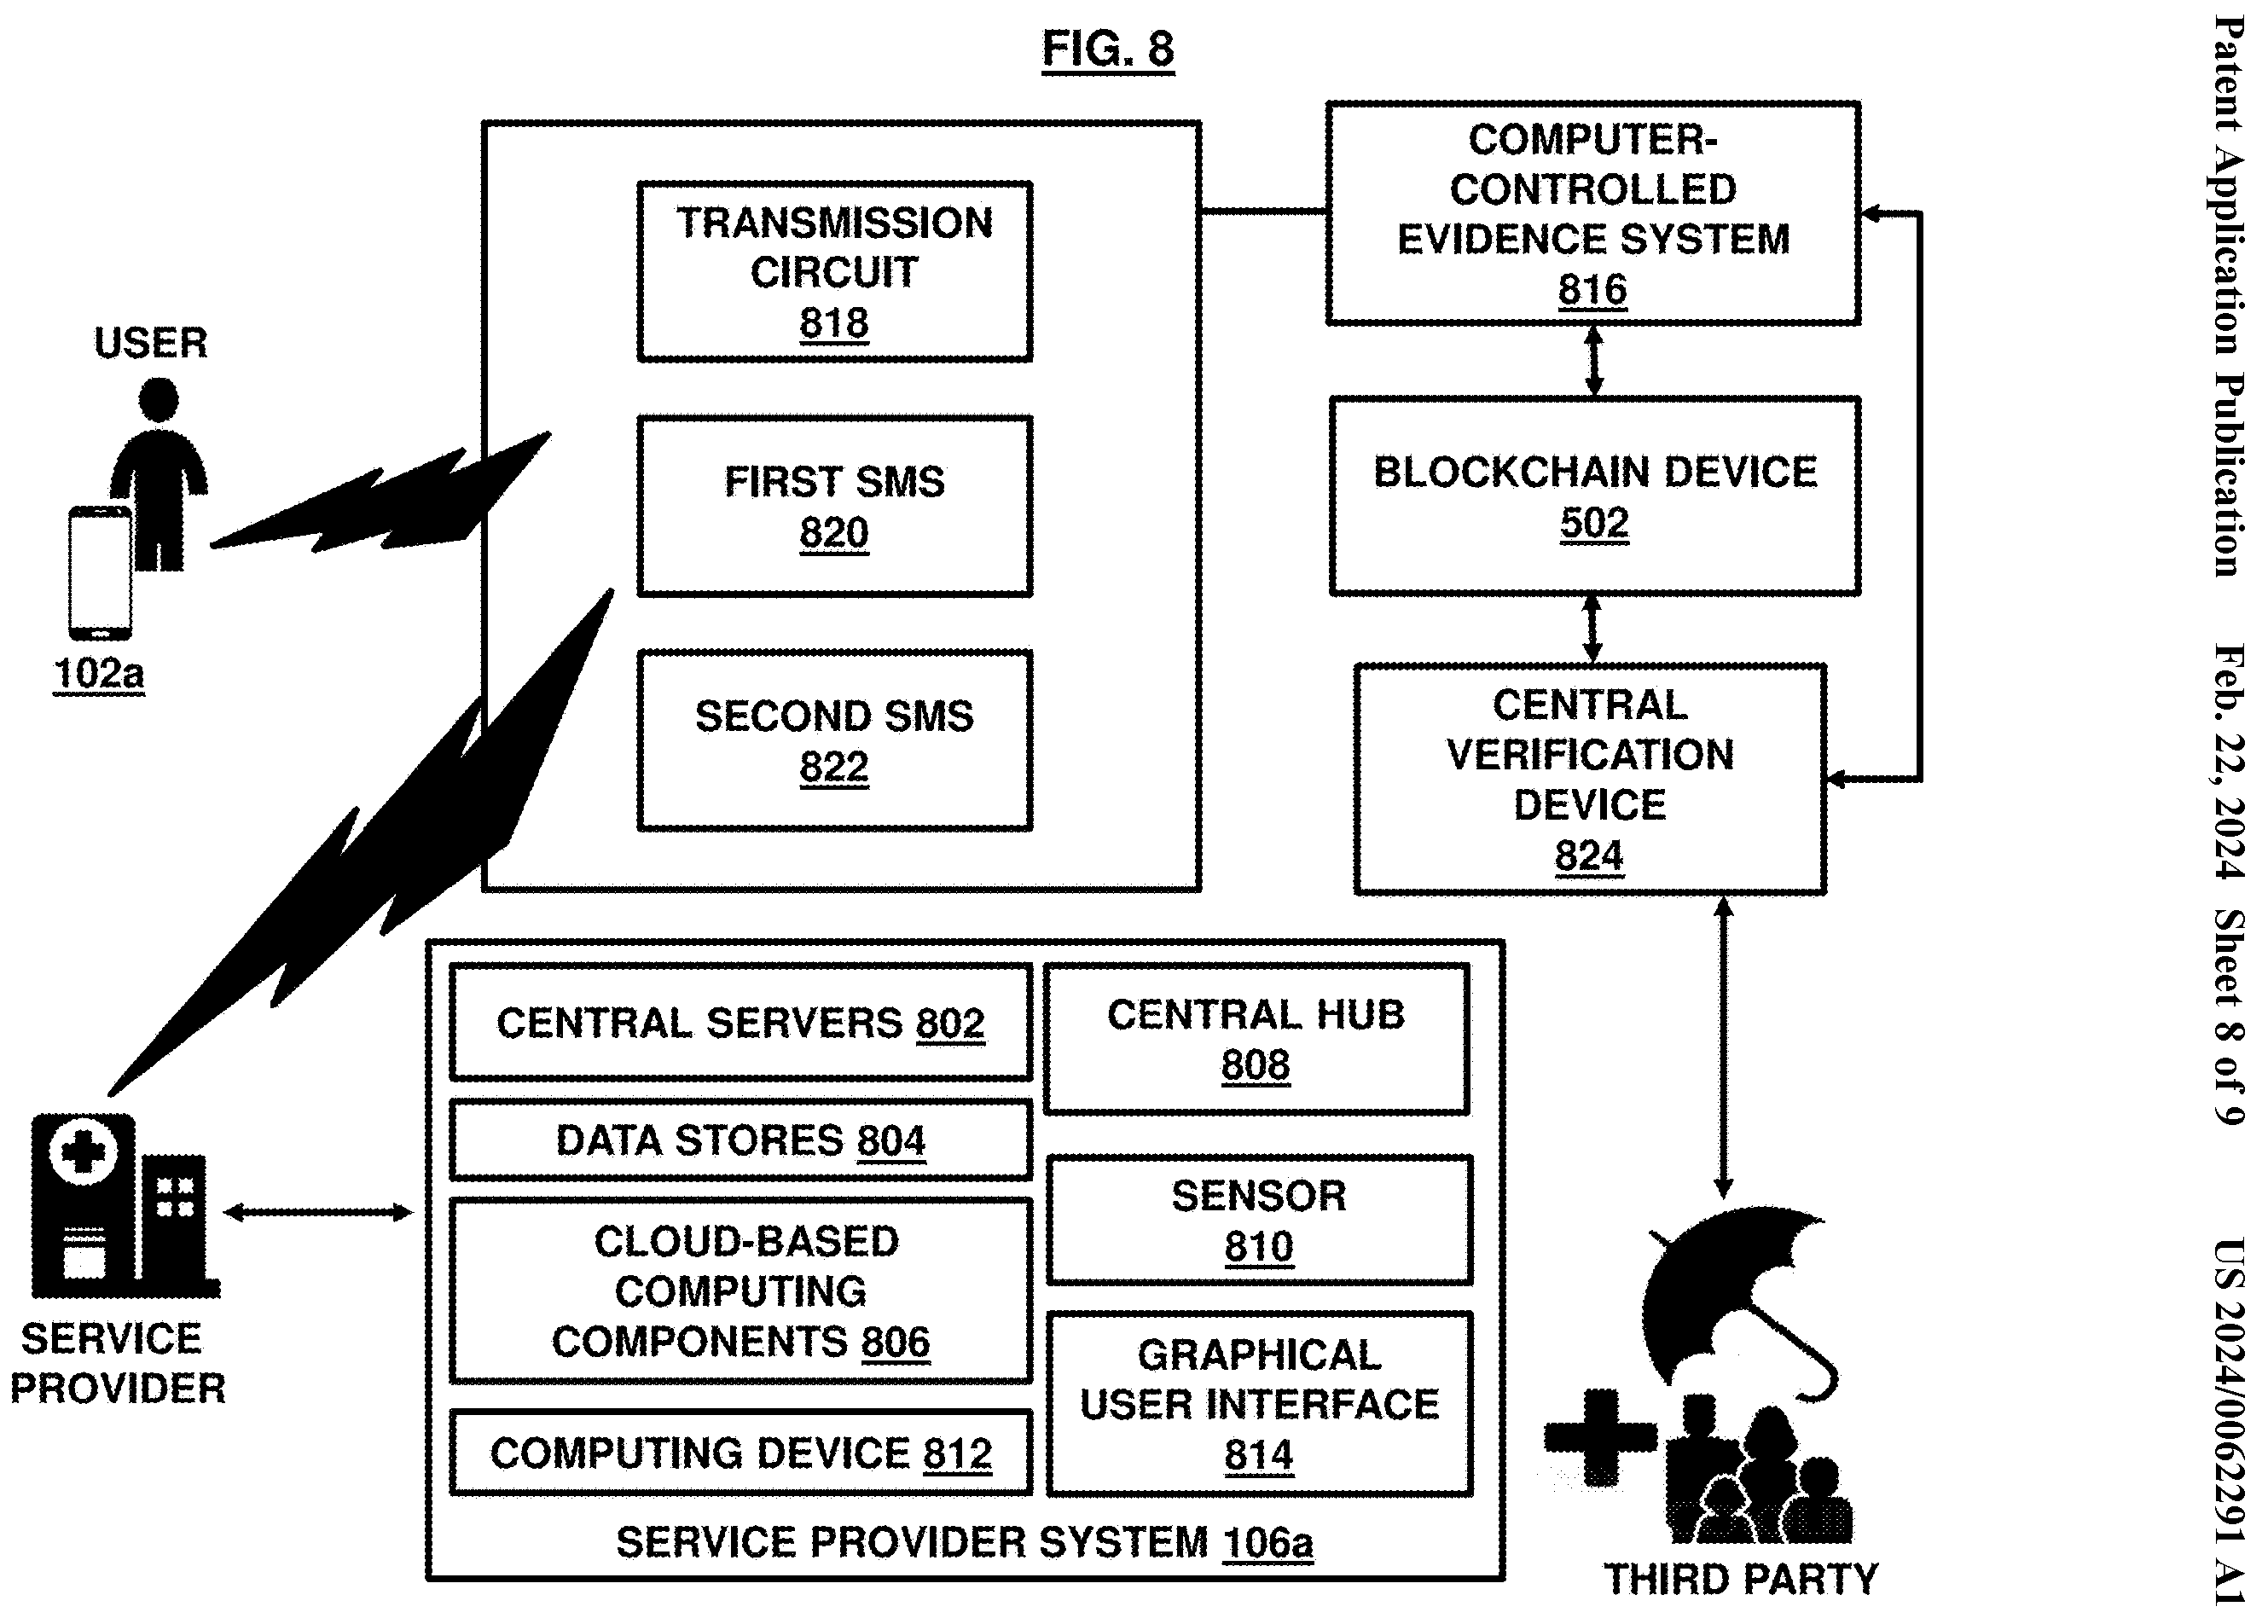 FIG. 8
TRANSMISSION
CIRCUIT
818
FIRST SMS
820
SECOND SMS
822
COMPUTER-
CONTROLLED
EVIDENCE SYSTEM
816
BLOCKCHAIN DEVICE
502
CENTRAL
VERIFICATION
DEVICE
824
USER
102a
SERVICE
PROVIDER
CENTRAL SERVERS 802
DATA STORES 804
CLOUD-BASED
COMPUTING
COMPONENTS 806
COMPUTING DEVICE 812
CENTRAL HUB
808
SENSOR
810
GRAPHICAL
USER INTERFACE
814
SERVICE PROVIDER SYSTEM 106a
THIRD PARTY
Patent Application Publication Feb. 22, 2024 Sheet 8 of 9 US 2024/0062291 A1